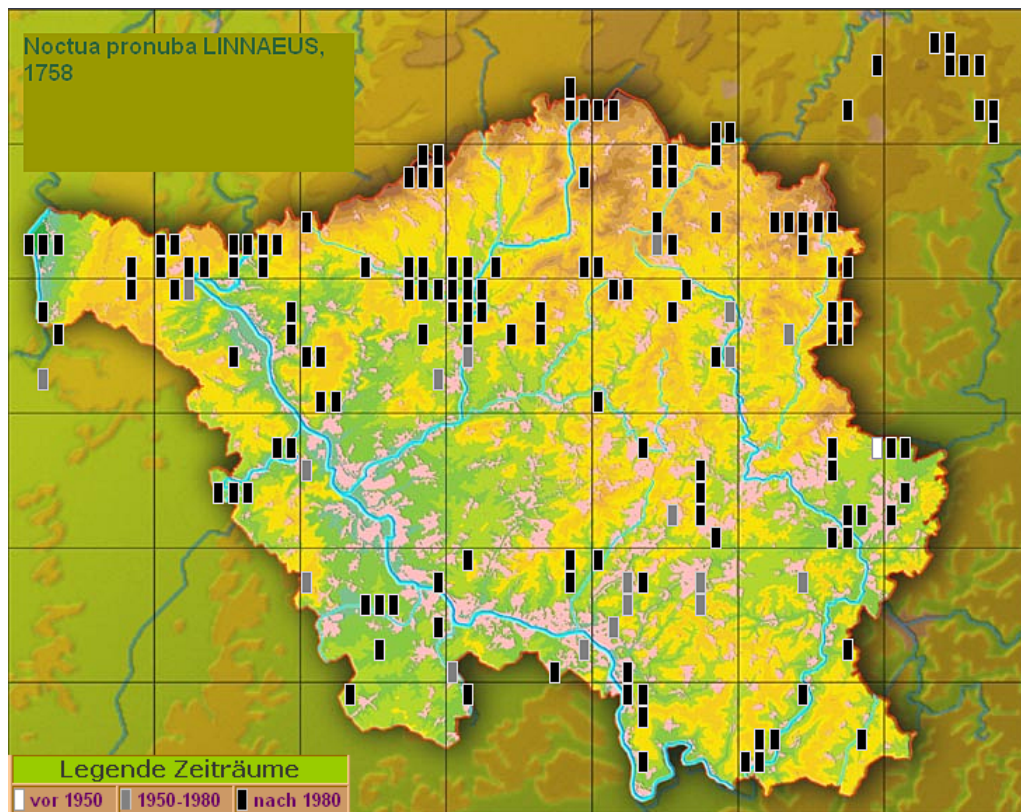 Noctua pronuba LINNAEUS,
1758
Legende Zeiträume
vor 1950 1950-1980 nach 1980